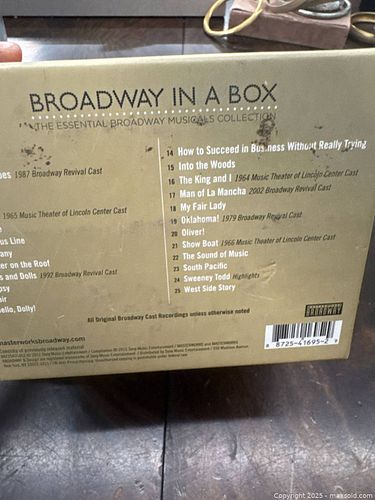 BROADWAY IN A BOX
THE ESSENTIAL BROADWAY MUSICALS COLLECTION
oes 1987 Broadway Revival Cast
1965 Music Theater of Lincoln Center Cast
e
us Line
any
er on the Roof
s and Dolls 1992 Broadway Revival Cast
psy
air
ello, Dolly!
14 How to Succeed in Business Without Really Trying
15 Into the Woods
16 The King and I 1964 Music Theater of Lincoln Center Cast
17 Man of La Mancha 2002 Broadway Revival Cast
18 My Fair Lady
19 Oklahoma! 1979 Broadway Revival Cast
20 Oliver!
21 Show Boat 1966 Music Theater of Lincoln Center Cast
22 The Sound of Music
23 South Pacific
24 Sweeney Todd Highlights
25 West Side Story
All Original Broadway Cast Recordings unless otherwise noted
masterworksbroadway.com
BROADWAY
8 8725-41695-2 9
Copyright 2025 - maxsold.com